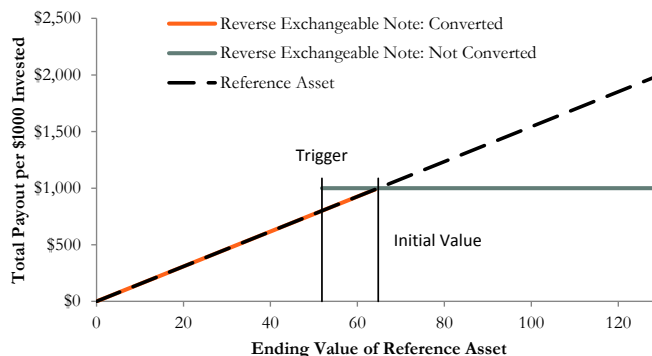 Reverse Exchangeable Note: Converted
Reverse Exchangeable Note: Not Converted
Reference Asset
Total Payout per $1000 Invested
$2,500
$2,000
$1,500
$1,000
$500
$0
Trigger
Initial Value
0 20 40 60 80 100 120
Ending Value of Reference Asset